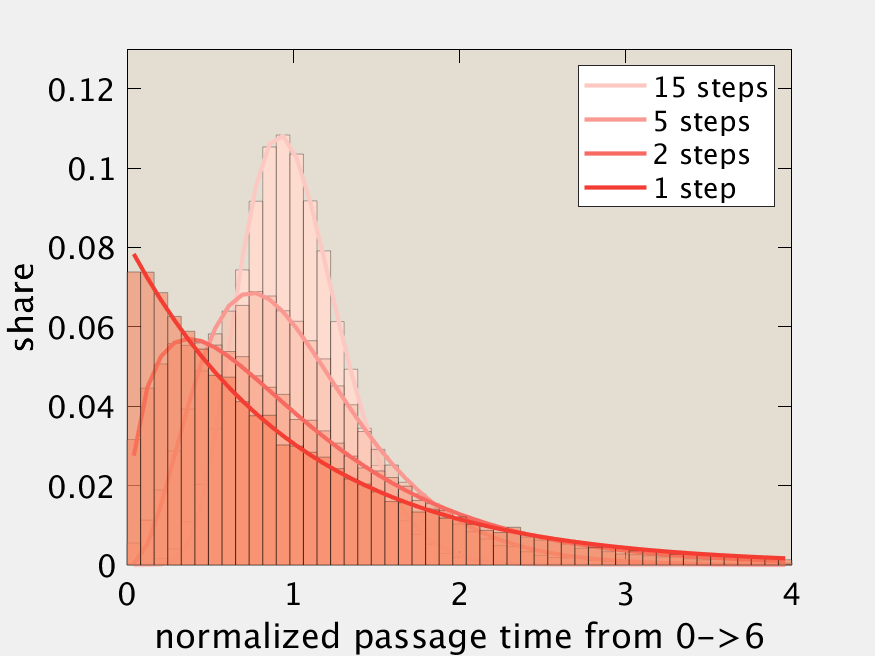 0.12
0.1
0.08
0.06
0.04
0.02
0
share
15 steps
5 steps
2 steps
1 step
0 1 2 3 4
normalized passage time from 0->6